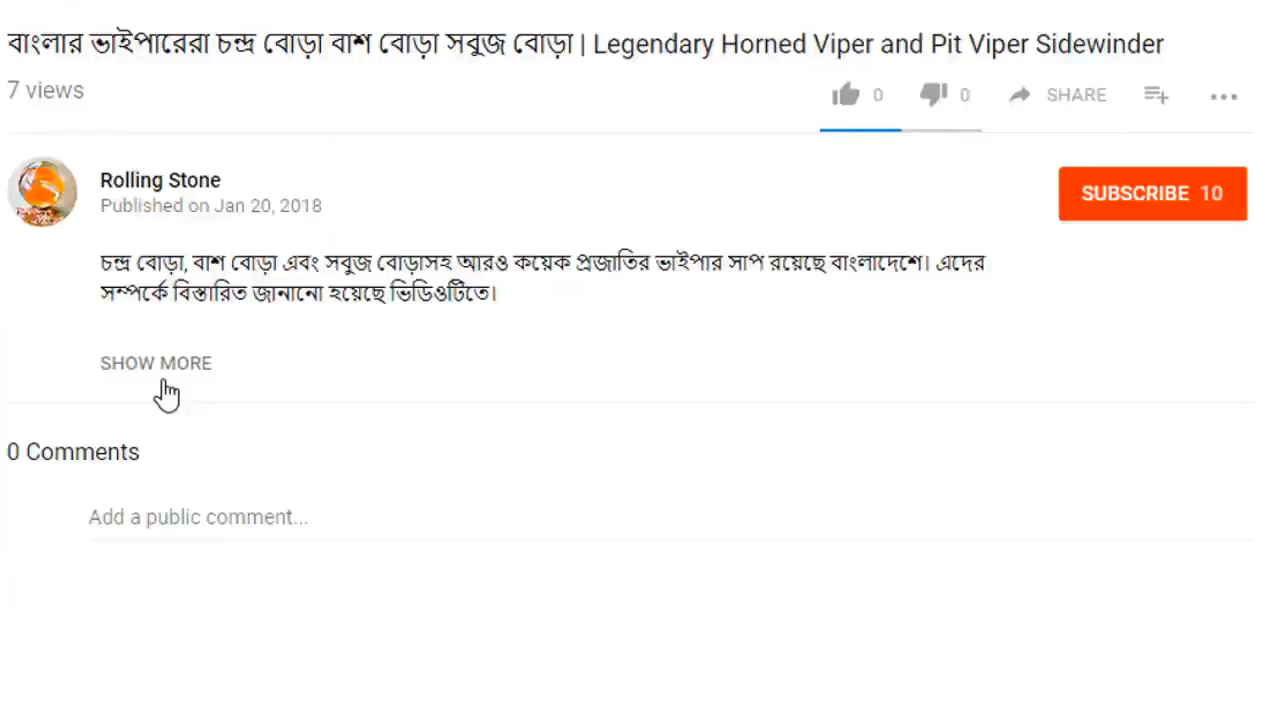 বাংলার ভাইপারেরা চন্দ্র বোড়া বাশ বোড়া সবুজ বোড়া | Legendary Horned Viper and Pit Viper Sidewinder
7 views
0 0 SHARE
Rolling Stone
Published on Jan 20, 2018
SUBSCRIBE 10
চন্দ্র বোড়া, বাশ বোড়া এবং সবুজ বোড়াসহ আরও কয়েক প্রজাতির ভাইপার সাপ রয়েছে বাংলাদেশে। এদের
সম্পর্কে বিস্তারিত জানানো হয়েছে ভিডিওটিতে।
SHOW MORE
0 Comments
Add a public comment...